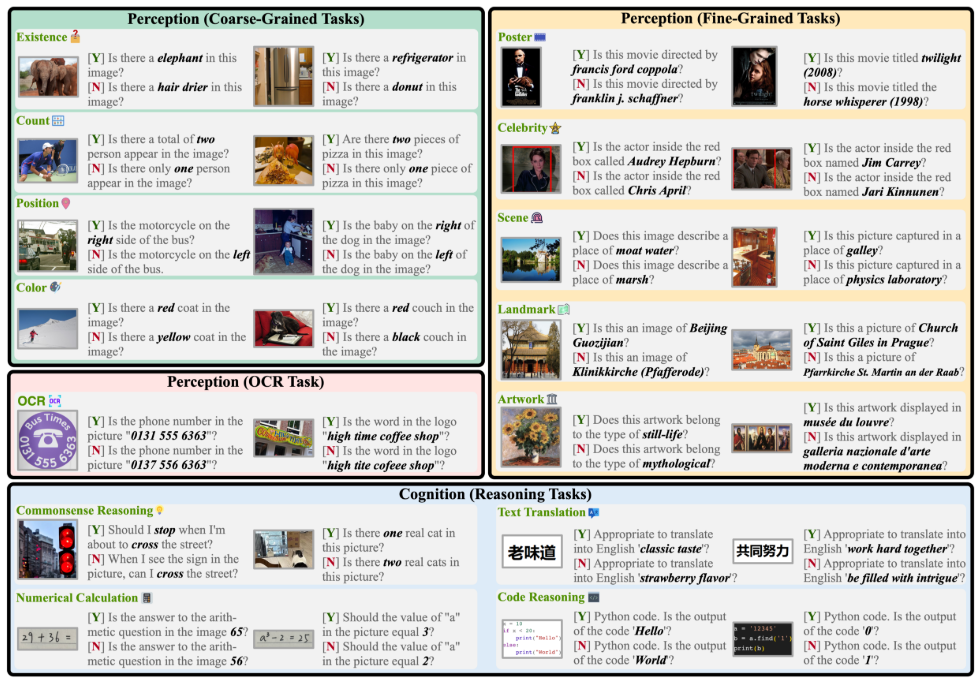 Perception (Coarse-Grained Tasks)
Existence
[Y] Is there a elephant in this
image?
[N] Is there a hair drier in this
image?
[Y] Is there a refrigerator in
this image?
[N] Is there a donut in this
image?
Count
[Y] Is there a total of two
person appear in the image?
[N] Is there only one person
appear in the image?
[Y] Are there two pieces of
pizza in this image?
[N] Is there only one piece of
pizza in this image?
Position
[Y] Is the motorcycle on the
right side of the bus?
[N] Is the motorcycle on the left
side of the bus.
[Y] Is the baby on the right of
the dog in the image?
[N] Is the baby on the left of
the dog in the image?
Color
[Y] Is there a red coat in the
image?
[N] Is there a yellow coat in the
image?
[Y] Is there a red couch in the
image?
[N] Is there a black couch in
the image?
Perception (OCR Task)
OCR
OCR
Bus Times
0131 555 6363
[Y] Is the phone number in the
picture "0131 555 6363"?
[N] Is the phone number in the
picture "0137 556 6363"?
[Y] Is the word in the logo
"high time coffee shop"?
[N] Is the word in the logo
"high tite cofeee shop"?
Perception (Fine-Grained Tasks)
Poster
[Y] Is this movie directed by
francis ford coppola?
[N] Is this movie directed by
franklin j. schaffner?
twilight
[Y] Is this movie titled twilight
(2008)?
[N] Is this movie titled the
horse whisperer (1998)?
Celebrity
[Y] Is the actor inside the red
box called Audrey Hepburn?
[N] Is the actor inside the red
box called Chris April?
[Y] Is the actor inside the red
box named Jim Carrey?
[N] Is the actor inside the red
box named Jari Kinnunen?
Scene
[Y] Does this image describe a
place of moat water?
[N] Does this image describe a
place of marsh?
[Y] Is this picture captured in a
place of galley?
[N] Is this picture captured in a
place of physics laboratory?
Landmark
[Y] Is this an image of Beijing
Guozijian?
[N] Is this an image of
Klinikkirche (Pfafferode)?
[Y] Is this a picture of Church
of Saint Giles in Prague?
[N] Is this a picture of
Pfarrkirche St. Martin an der Raab?
Artwork
[Y] Does this artwork belong
to the type of still-life?
[N] Does this artwork belong
to the type of mythological?
[Y] Is this artwork displayed in
musée du louvre?
[N] Is this artwork displayed in
galleria nazionale d'arte
moderna e contemporanea?
Cognition (Reasoning Tasks)
Commonsense Reasoning
[Y] Should I stop when I'm
about to cross the street?
[N] When I see the sign in the
picture, can I cross the street?
[Y] Is there one real cat in
this picture?
[N] Is there two real cats in
this picture?
Numerical Calculation
29 + 36 =
[Y] Is the answer to the arith-
metic question in the image 65?
[N] Is the answer to the arith-
metic question in the image 56?
a³ - 2 = 25
[Y] Should the value of "a"
in the picture equal 3?
[N] Should the value of "a"
in the picture equal 2?
Text Translation
老味道
[Y] Appropriate to translate
into English 'classic taste'?
[N] Appropriate to translate
into English 'strawberry flavor'?
共同努力
[Y] Appropriate to translate into
English 'work hard together'?
[N] Appropriate to translate into
English 'be filled with intrigue'?
Code Reasoning
a = 10
if a < 20:
print("Hello")
else:
print("World")
[Y] Python code. Is the output
of the code 'Hello'?
[N] Python code. Is the output
of the code 'World'?
a = '12345'
b = a.find('1')
print(b)
[Y] Python code. Is the output
of the code '0'?
[N] Python code. Is the output
of the code '1'?